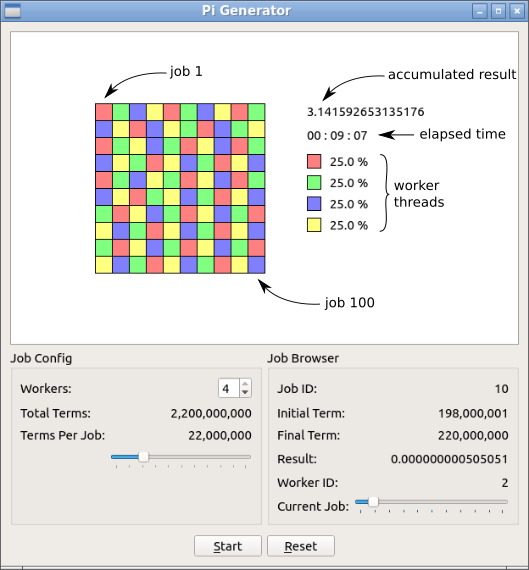 Pi Generator
job 1
accumulated result
3.141592653135176
00 : 09 : 07
elapsed time
25.0 %
25.0 %
25.0 %
25.0 %
worker
threads
job 100
Job Config
Workers:
4
Total Terms:
2,200,000,000
Terms Per Job:
22,000,000
Job Browser
Job ID:
10
Initial Term:
198,000,001
Final Term:
220,000,000
Result:
0.000000000505051
Worker ID:
2
Current Job:
Start
Reset